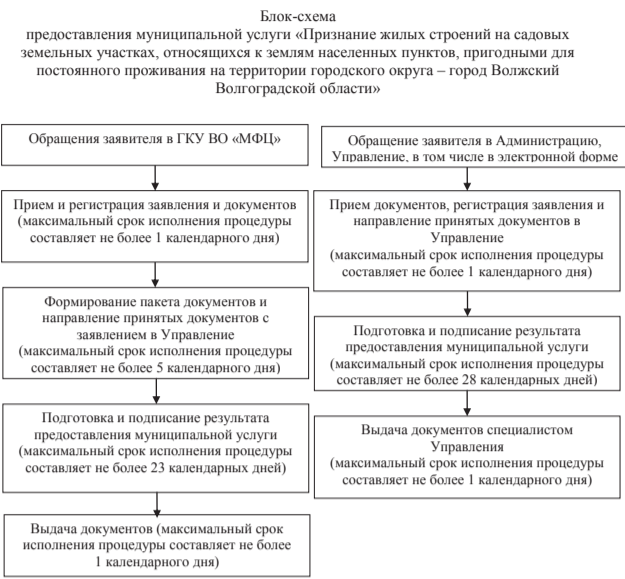 Блок-схема
предоставления муниципальной услуги «Признание жилых строений на садовых
земельных участках, относящихся к землям населенных пунктов, пригодными для
постоянного проживания на территории городского округа – город Волжский
Волгоградской области»
Обращения заявителя в ГКУ ВО «МФЦ»
Прием и регистрация заявления и документов
(максимальный срок исполнения процедуры
составляет не более 1 календарного дня)
Формирование пакета документов и
направление принятых документов с
заявлением в Управление
(максимальный срок исполнения процедуры
составляет не более 5 календарного дня)
Подготовка и подписание результата
предоставления муниципальной услуги
(максимальный срок исполнения процедуры
составляет не более 23 календарных дней)
Выдача документов (максимальный срок
исполнения процедуры составляет не более
1 календарного дня)
Обращение заявителя в Администрацию,
Управление, в том числе в электронной форме
Прием документов, регистрация заявления и
направление принятых документов в
Управление
(максимальный срок исполнения процедуры
составляет не более 1 календарного дня)
Подготовка и подписание результата
предоставления муниципальной услуги
(максимальный срок исполнения процедуры
составляет не более 28 календарных дней)
Выдача документов специалистом
Управления
(максимальный срок исполнения процедуры
составляет не более 1 календарного дня)